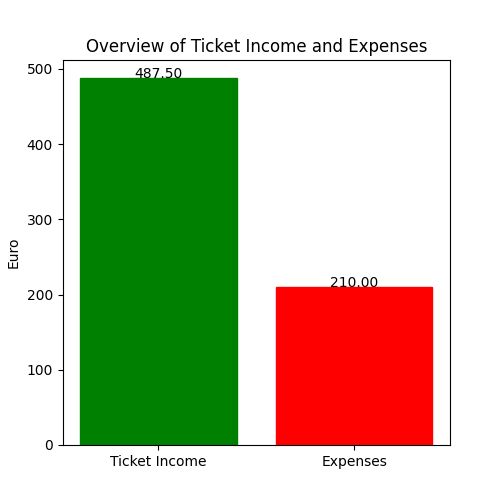 Overview of Ticket Income and Expenses
500
400
300
200
100
0
Euro
487.50
210.00
Ticket Income
Expenses